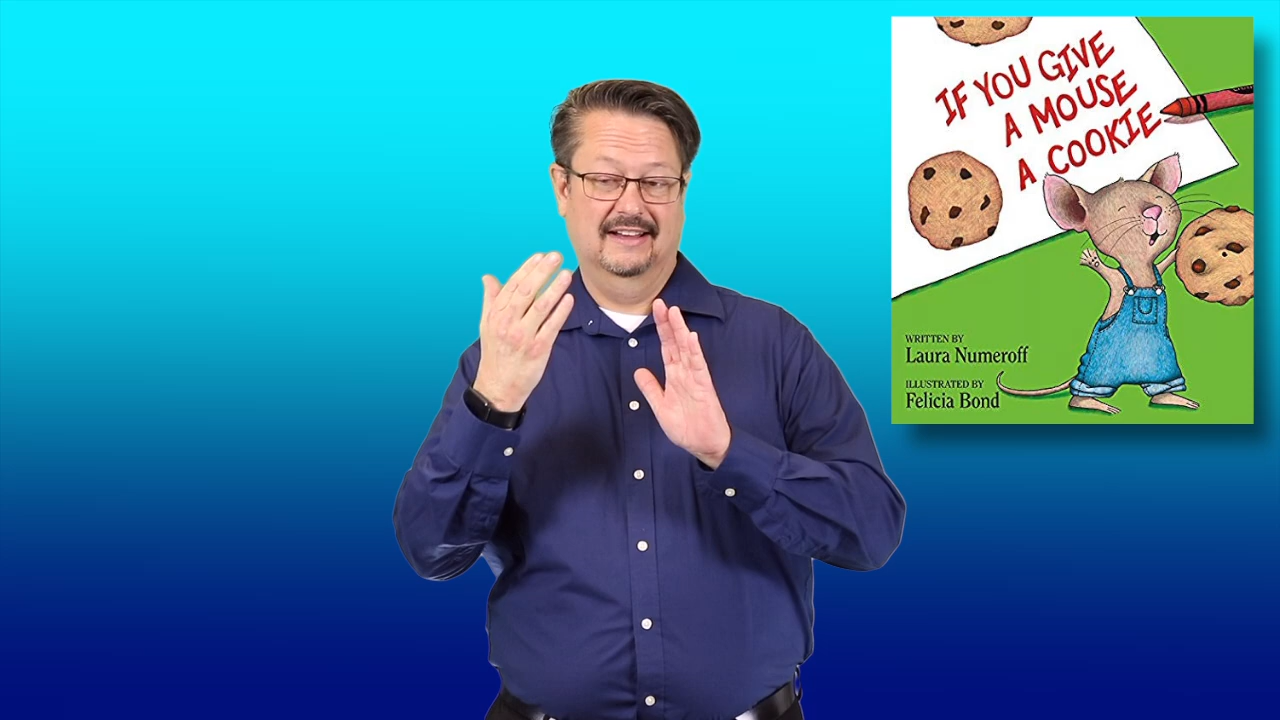 IF YOU GIVE
A MOUSE
A COOKIE
WRITTEN BY
Laura Numeroff
ILLUSTRATED BY
Felicia Bond